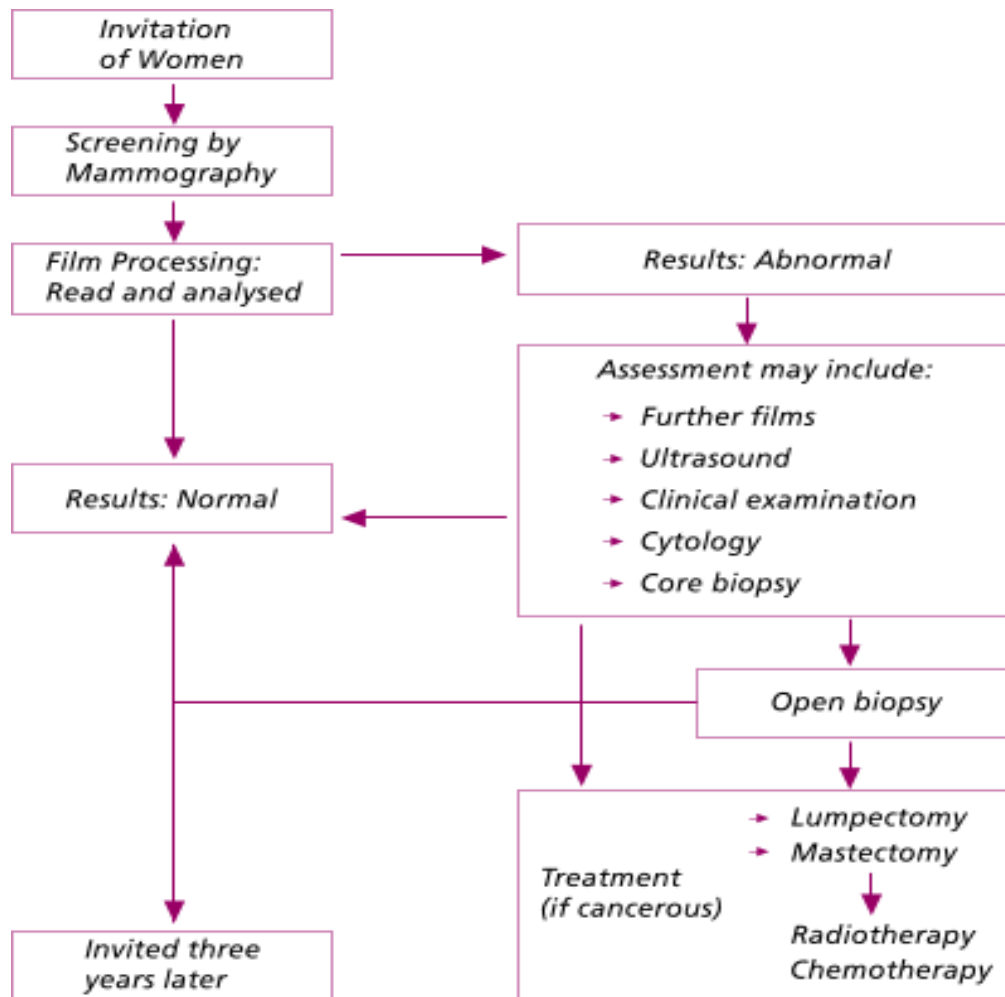 Invitation
of Women
Screening by
Mammography
Film Processing:
Read and analysed
Results: Abnormal
Assessment may include:
Further films
Ultrasound
Clinical examination
Cytology
Core biopsy
Results: Normal
Open biopsy
Lumpectomy
Mastectomy
Treatment
(if cancerous)
Radiotherapy
Chemotherapy
Invited three
years later